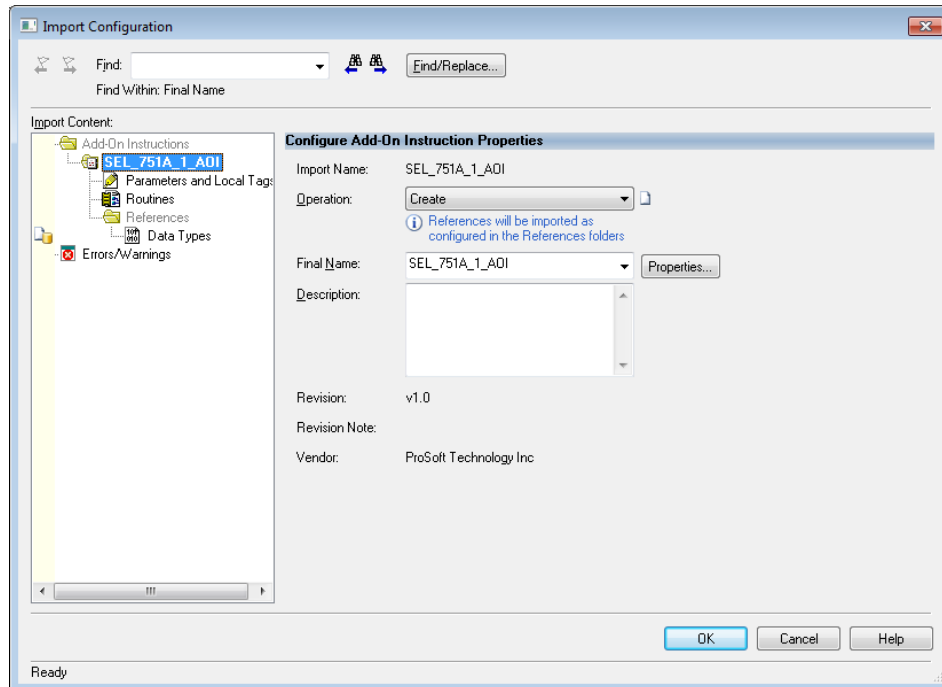 Import Configuration
Find:
Find/Replace...
Find Within: Final Name
Import Content:
Add-On Instructions
SEL_751A_1_AOI
Parameters and Local Tags
Routines
References
Data Types
Errors/Warnings
Configure Add-On Instruction Properties
Import Name: SEL_751A_1_AOI
Operation: Create
References will be imported as
configured in the References folders
Final Name: SEL_751A_1_AOI Properties...
Description:
Revision: v1.0
Revision Note:
Vendor: ProSoft Technology Inc
OK Cancel Help
Ready